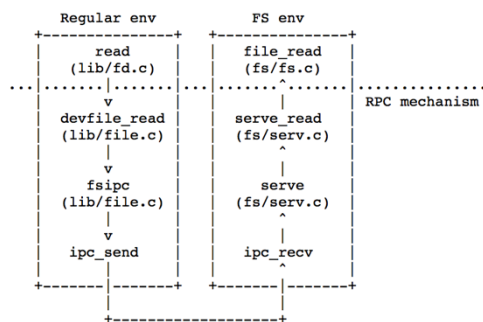 Regular env FS env
read file_read
(lib/fd.c) (fs/fs.c)
RPC mechanism
devfile_read serve_read
(lib/file.c) (fs/serv.c)
fsipc serve
(lib/file.c) (fs/serv.c)
ipc_send ipc_recv